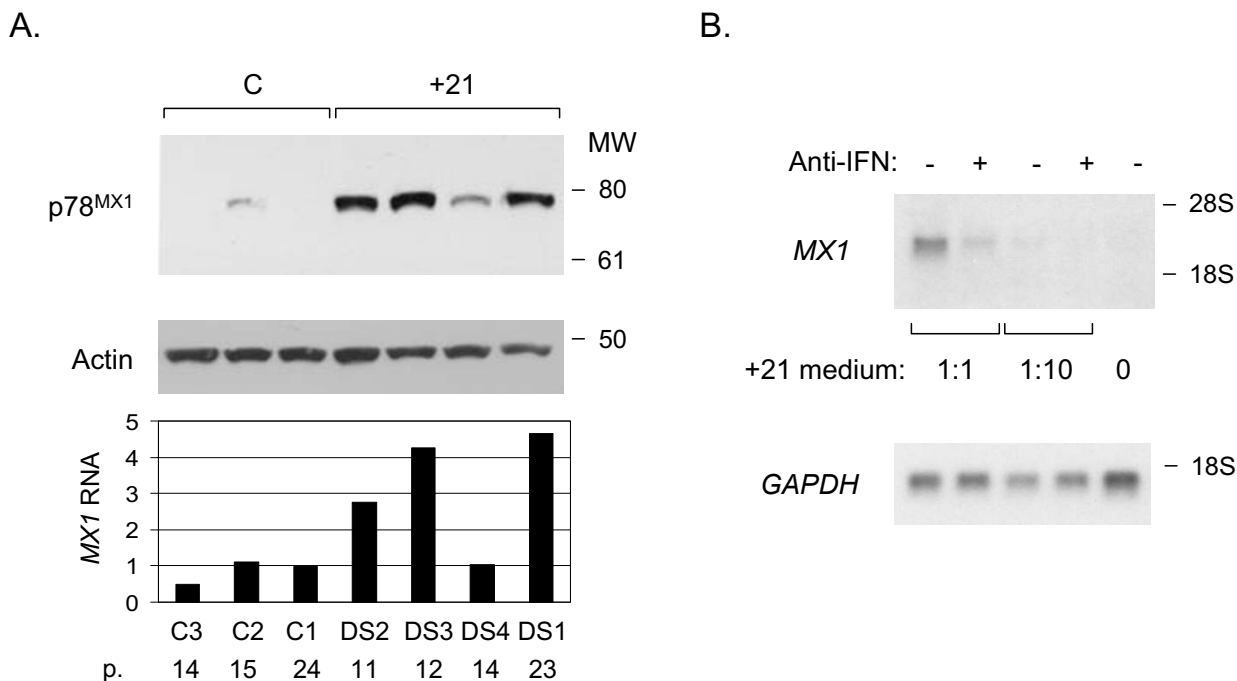 A.
C +21
MW
p78MX1
– 80
– 61
Actin
– 50
MX1 RNA
5
4
3
2
1
0
C3 C2 C1 DS2 DS3 DS4 DS1
p. 14 15 24 11 12 14 23
B.
Anti-IFN: - + - + -
MX1
– 28S
– 18S
+21 medium: 1:1 1:10 0
GAPDH
– 18S